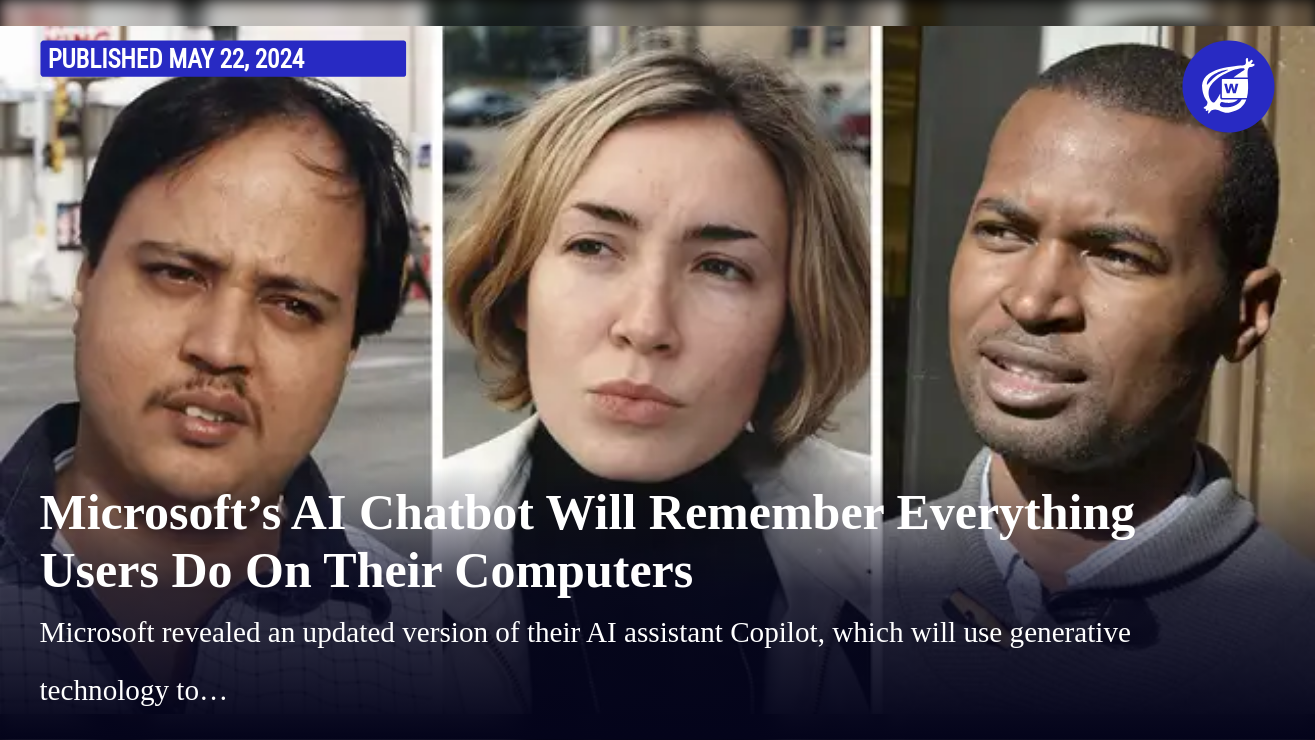 PUBLISHED MAY 22, 2024
W
Microsoft’s AI Chatbot Will Remember Everything
Users Do On Their Computers
Microsoft revealed an updated version of their AI assistant Copilot, which will use generative
technology to…